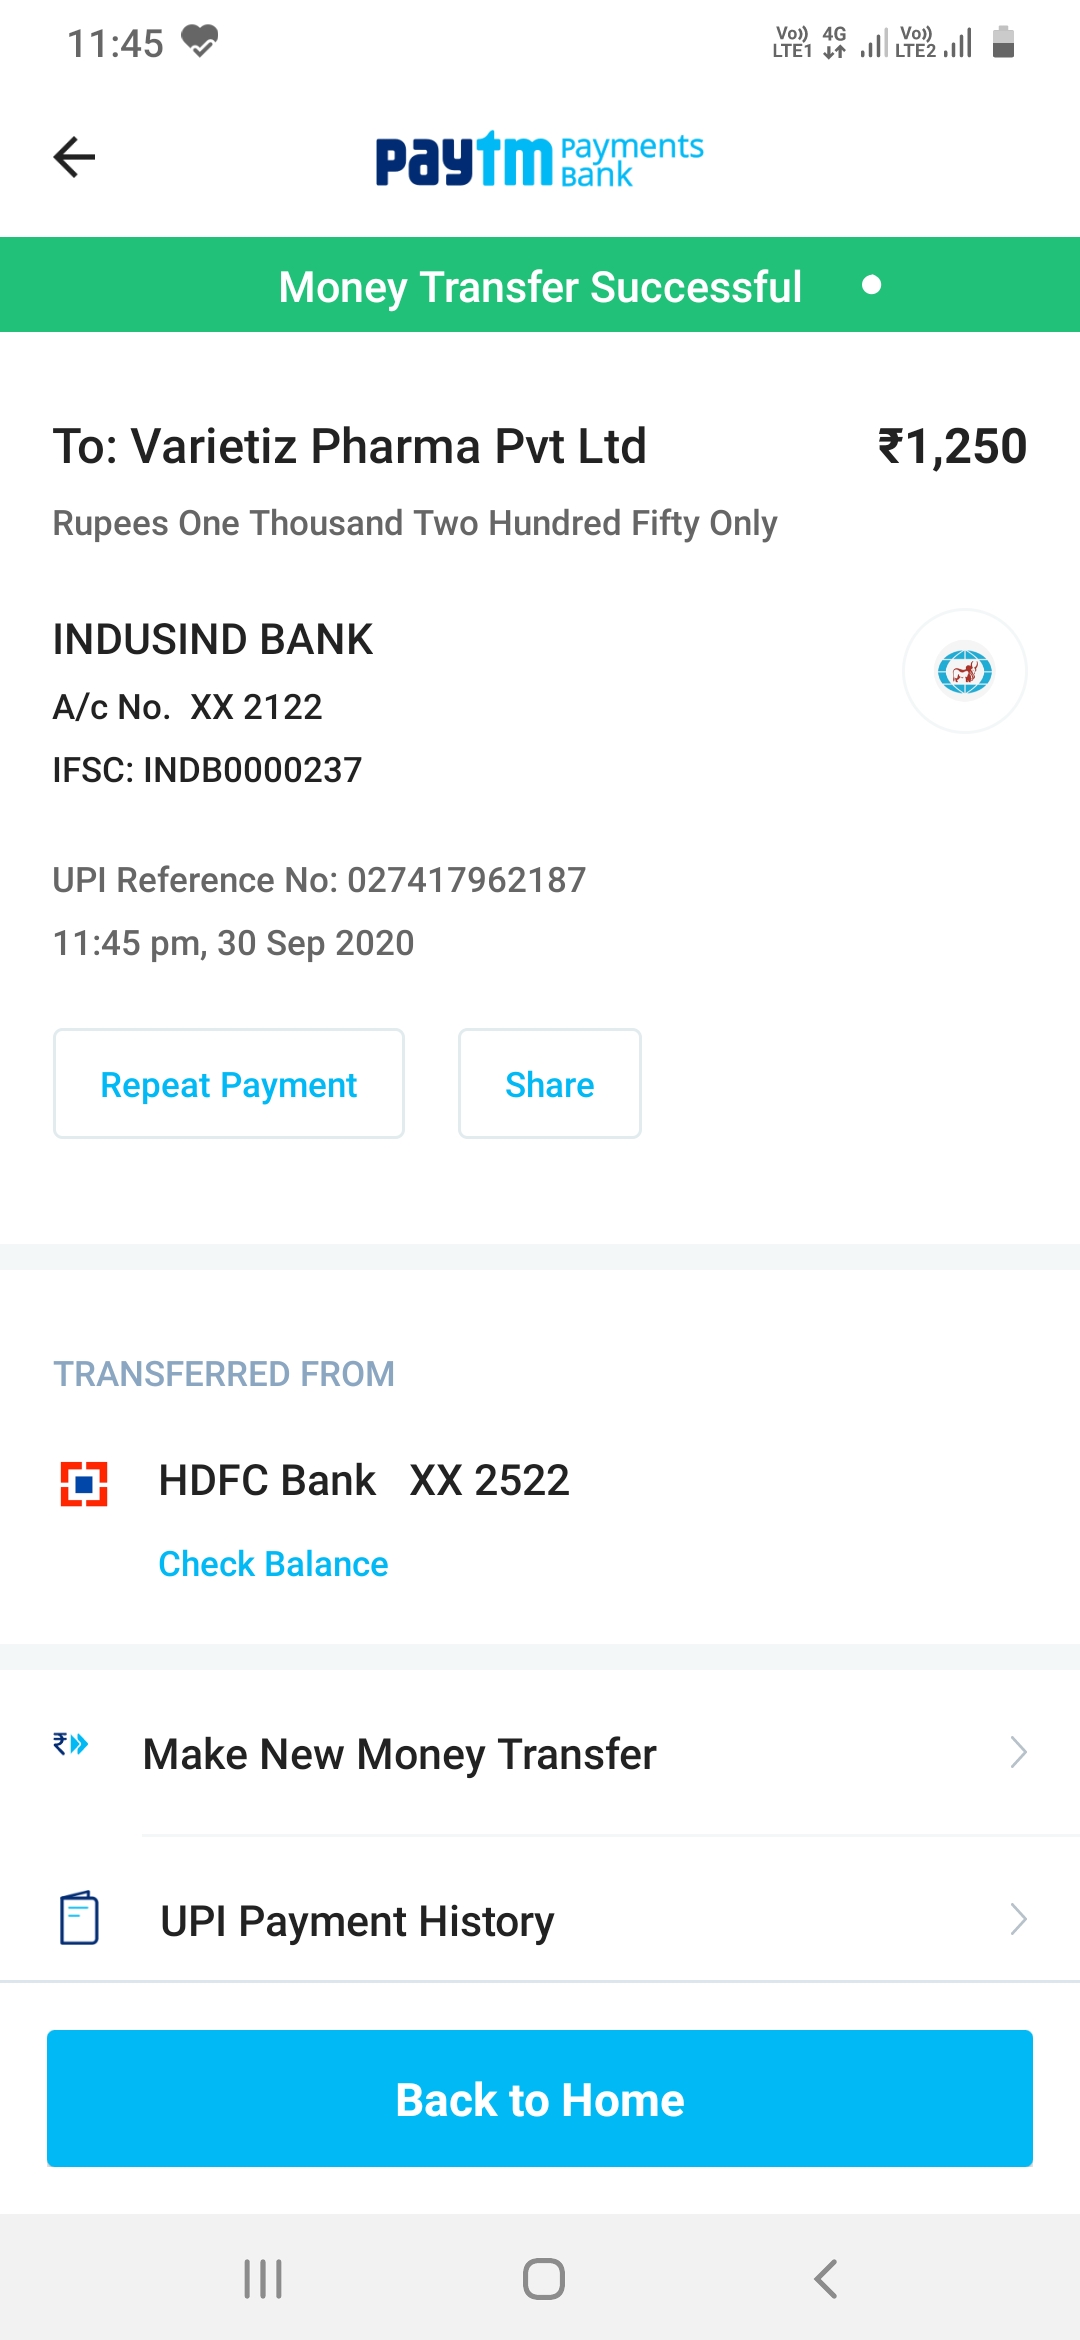 11:45
Vo)) LTE1 4G Vo)) LTE2
paytm Payments Bank
Money Transfer Successful
To: Varietiz Pharma Pvt Ltd ₹1,250
Rupees One Thousand Two Hundred Fifty Only
INDUSIND BANK
A/c No. XX 2122
IFSC: INDB0000237
UPI Reference No: 027417962187
11:45 pm, 30 Sep 2020
Repeat Payment Share
TRANSFERRED FROM
HDFC Bank XX 2522
Check Balance
Make New Money Transfer
UPI Payment History
Back to Home